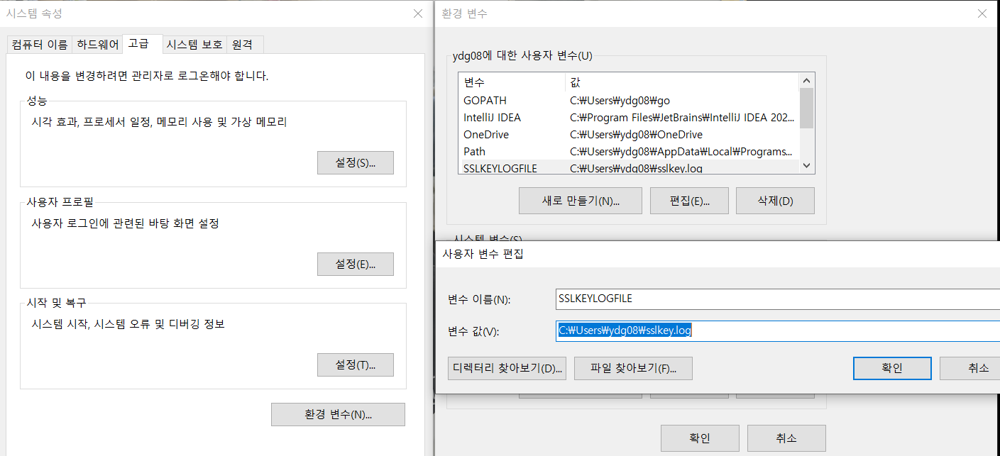 시스템 속성
컴퓨터 이름 하드웨어 고급 시스템 보호 원격
이 내용을 변경하려면 관리자로 로그온해야 합니다.
성능
시각 효과, 프로세서 일정, 메모리 사용 및 가상 메모리
설정(S)...
사용자 프로필
사용자 로그인에 관련된 바탕 화면 설정
설정(E)...
시작 및 복구
시스템 시작, 시스템 오류 및 디버깅 정보
설정(T)...
환경 변수(N)...
환경 변수
ydg08에 대한 사용자 변수(U)
변수 값
GOPATH C:₩Users₩ydg08₩go
IntelliJ IDEA C:₩Program Files₩JetBrains₩IntelliJ IDEA 202...
OneDrive C:₩Users₩ydg08₩OneDrive
Path C:₩Users₩ydg08₩AppData₩Local₩Programs...
SSLKEYLOGFILE C:₩Users₩ydg08₩sslkey.log
새로 만들기(N)... 편집(E)... 삭제(D)
시스템 변수(S)
사용자 변수 편집
변수 이름(N): SSLKEYLOGFILE
변수 값(V): C:₩Users₩ydg08₩sslkey.log
디렉터리 찾아보기(D)... 파일 찾아보기(F)... 확인 취소
확인 취소